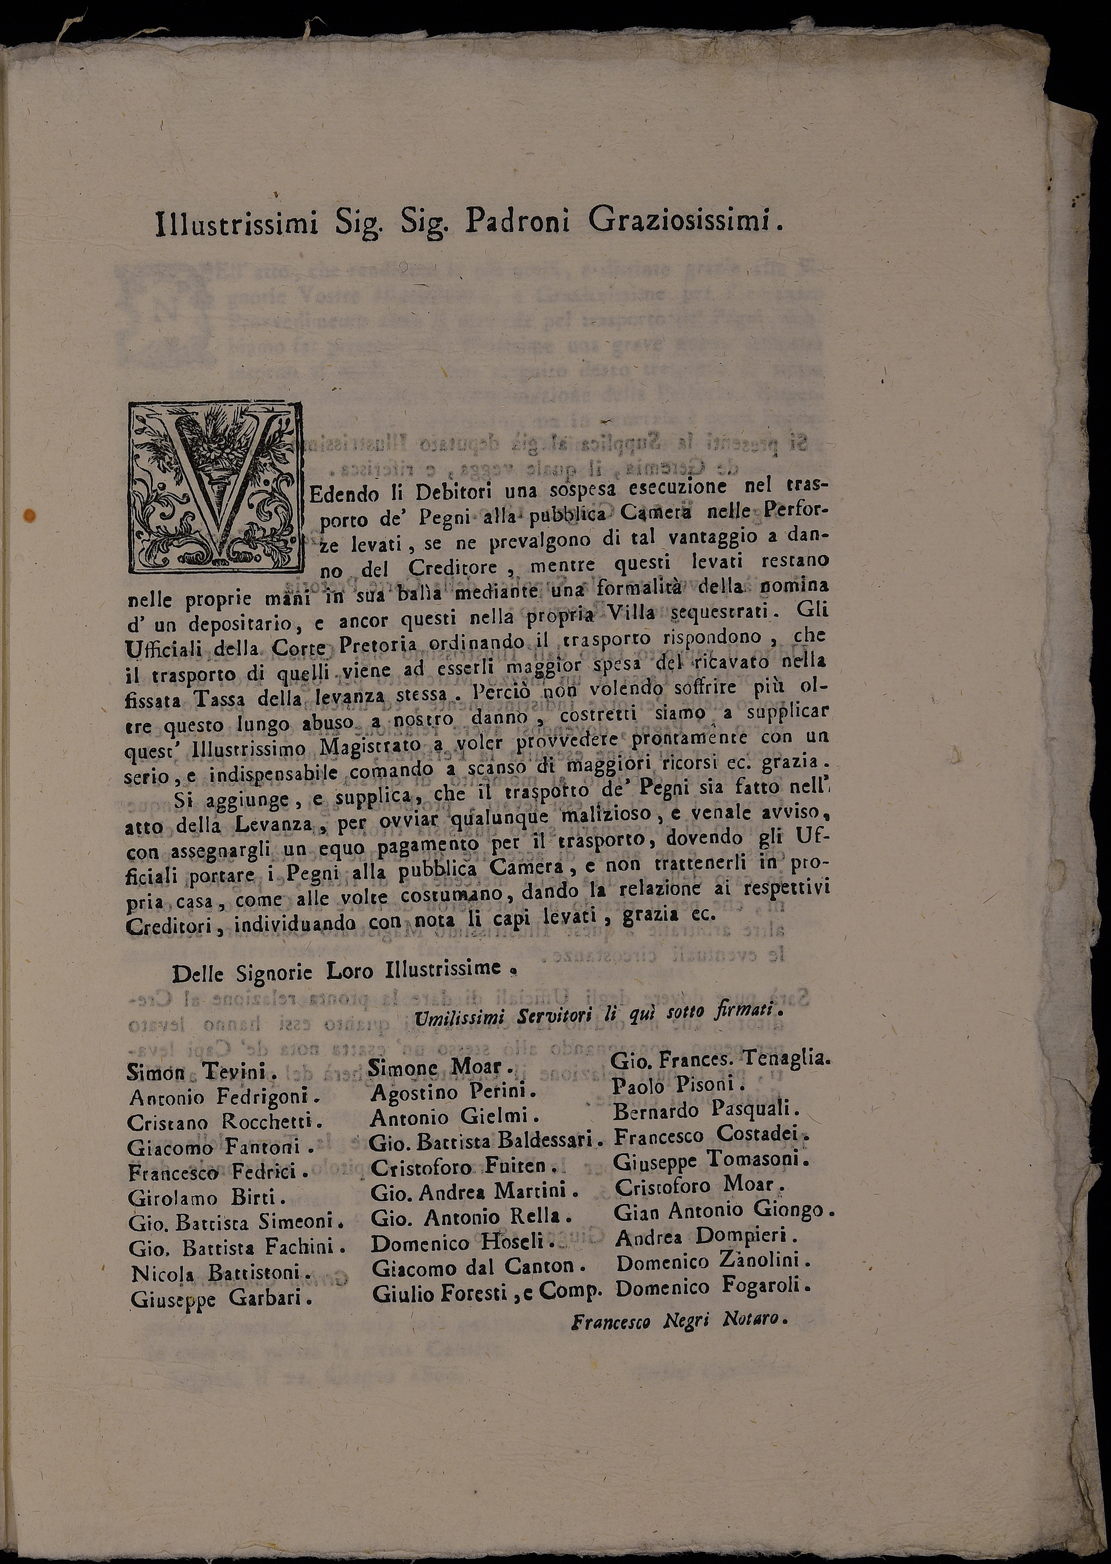 Illustrissimi Sig. Sig. Padroni Graziosissimi.
VEdendo li Debitori una sospesa esecuzione nel tras-
porto de' Pegni alla pubblica Camera nelle Perfor-
ze levati, se ne prevalgono di tal vantaggio a dan-
no del Creditore, mentre questi levati restano
nelle proprie mani in sua balìa mediante una formalità della nomina
d' un depositario, e ancor questi nella propria Villa sequestrati. Gli
Ufficiali della Corte Pretoria ordinando il trasporto rispondono, che
il trasporto di quelli viene ad esserli maggior spesa del ricavato nella
fissata Tassa della levanza stessa. Perciò non volendo soffrire più ol-
tre questo lungo abuso a nostro danno, costretti siamo a supplicar
quest' Illustrissimo Magistrato a voler provvedere prontamente con un
serio, e indispensabile comando a scanso di maggiori ricorsi ec. grazia.
Si aggiunge, e supplica, che il trasporto de' Pegni sia fatto nell'
atto della Levanza, per ovviar qualunque malizioso, e venale avviso,
con assegnargli un equo pagamento per il trasporto, dovendo gli Uf-
ficiali portare i Pegni alla pubblica Camera, e non trattenerli in pro-
pria casa, come alle volte costumano, dando la relazione ai respettivi
Creditori, individuando con nota li capi levati, grazia ec.
Delle Signorie Loro Illustrissime.
Umilissimi Servitori li quì sotto firmati.
Simon Tevini.
Antonio Fedrigoni.
Cristano Rocchetti.
Giacomo Fantoni.
Francesco Fedrici.
Girolamo Birti.
Gio. Battista Simeoni.
Gio. Battista Fachini.
Nicola Battistoni.
Giuseppe Garbari.
Simone Moar.
Agostino Perini.
Antonio Gielmi.
Gio. Battista Baldessari.
Cristoforo Fuiten.
Gio. Andrea Martini.
Gio. Antonio Rella.
Domenico Hoseli.
Giacomo dal Canton.
Giulio Foresti, e Comp.
Gio. Frances. Tenaglia.
Paolo Pisoni.
Bernardo Pasquali.
Francesco Costadei.
Giuseppe Tomasoni.
Cristoforo Moar.
Gian Antonio Giongo.
Andrea Dompieri.
Domenico Zanolini.
Domenico Fogaroli.
Francesco Negri Notaro.